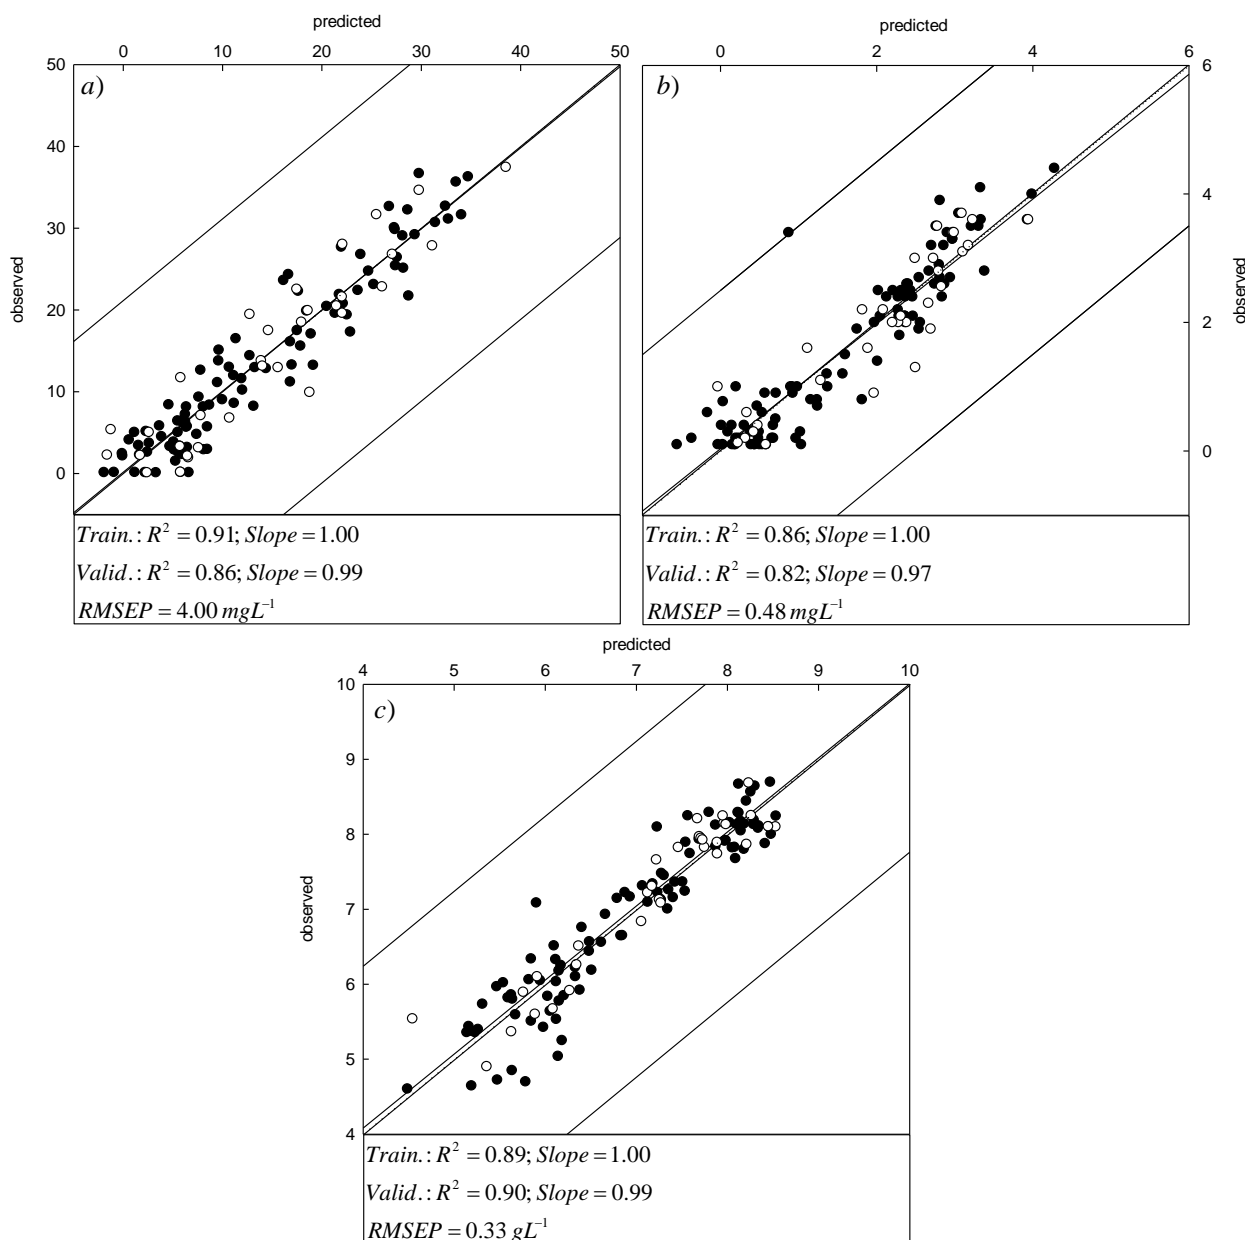 predicted
0 10 20 30 40 50
50
40
30
20
10
0
observed
a)
Train.: R² = 0.91; Slope = 1.00
Valid.: R² = 0.86; Slope = 0.99
RMSEP = 4.00 mgL⁻¹
predicted
0 2 4 6
6
4
2
0
observed
b)
Train.: R² = 0.86; Slope = 1.00
Valid.: R² = 0.82; Slope = 0.97
RMSEP = 0.48 mgL⁻¹
predicted
4 5 6 7 8 9 10
10
9
8
7
6
5
4
observed
c)
Train.: R² = 0.89; Slope = 1.00
Valid.: R² = 0.90; Slope = 0.99
RMSEP = 0.33 gL⁻¹